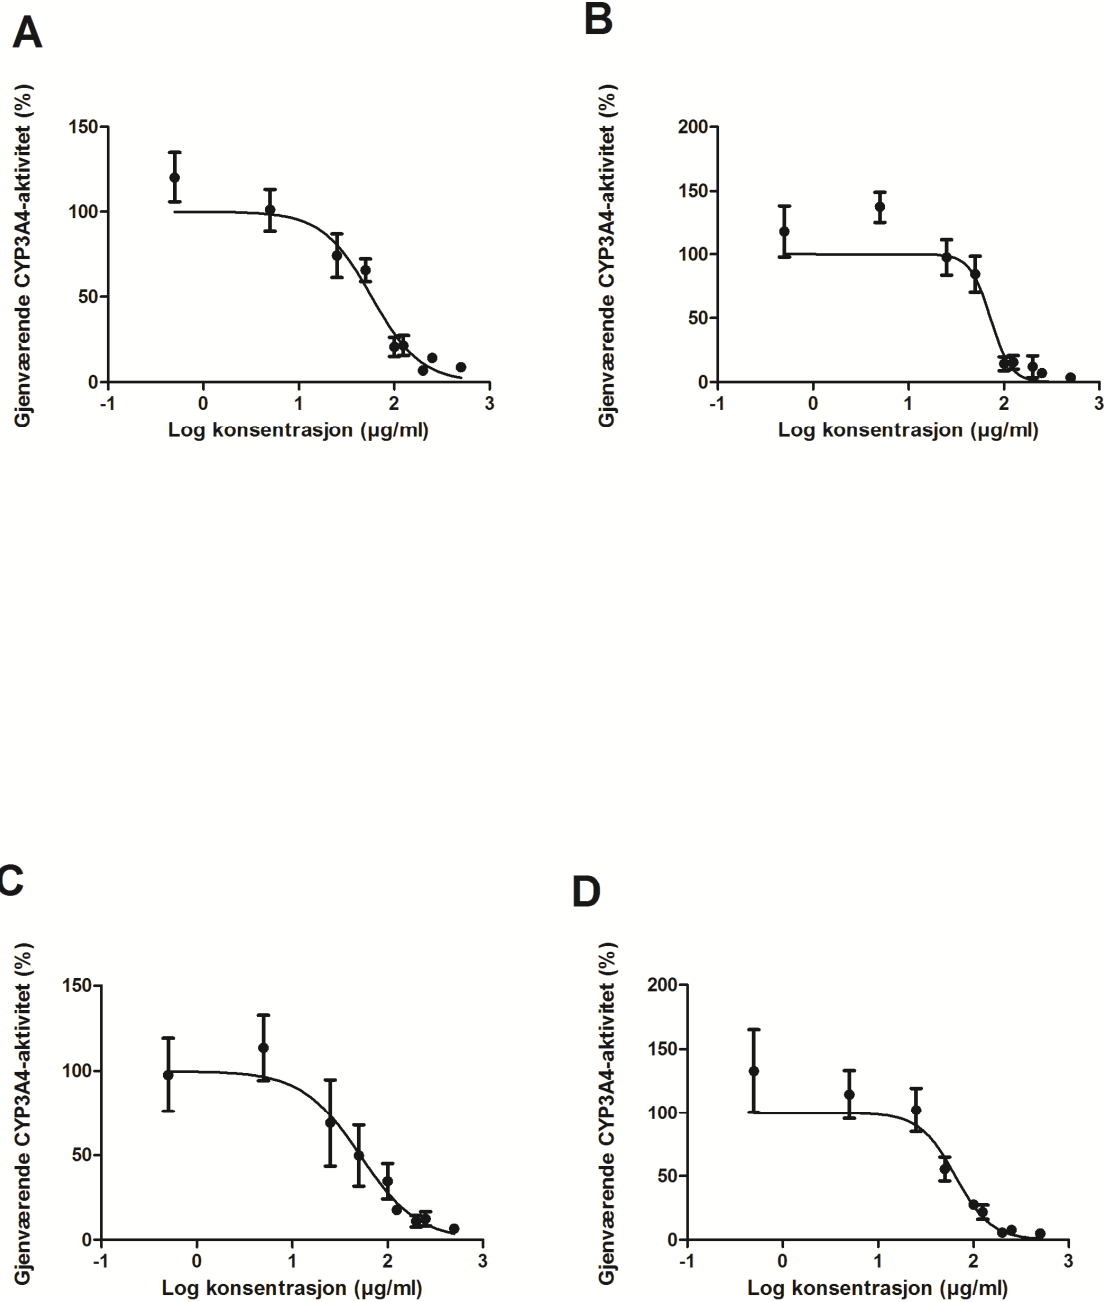 A
Gjenværende CYP3A4-aktivitet (%)
150
100
50
0
-1 0 1 2 3
Log konsentrasjon (µg/ml)
B
Gjenværende CYP3A4-aktivitet (%)
200
150
100
50
0
-1 0 1 2 3
Log konsentrasjon (µg/ml)
C
Gjenværende CYP3A4-aktivitet (%)
150
100
50
0
-1 0 1 2 3
Log konsentrasjon (µg/ml)
D
Gjenværende CYP3A4-aktivitet (%)
200
150
100
50
0
-1 0 1 2 3
Log konsentrasjon (µg/ml)